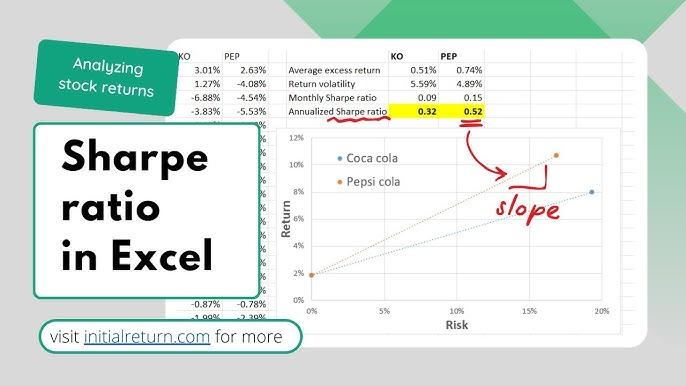 Analyzing
stock returns
Sharpe
ratio
in Excel
visit initialreturn.com for more
KO PEP
3.01% 2.63%
1.27% -4.08%
-6.88% -4.54%
-3.83% -5.53%
-0.87% -0.78%
-1.99% -2.39%
KO PEP
Average excess return 0.51% 0.74%
Return volatility 5.59% 4.89%
Monthly Sharpe ratio 0.09 0.15
Annualized Sharpe ratio 0.32 0.52
12%
10%
8%
6%
4%
2%
0%
Return
Coca cola
Pepsi cola
slope
0% 5% 10% 15% 20%
Risk